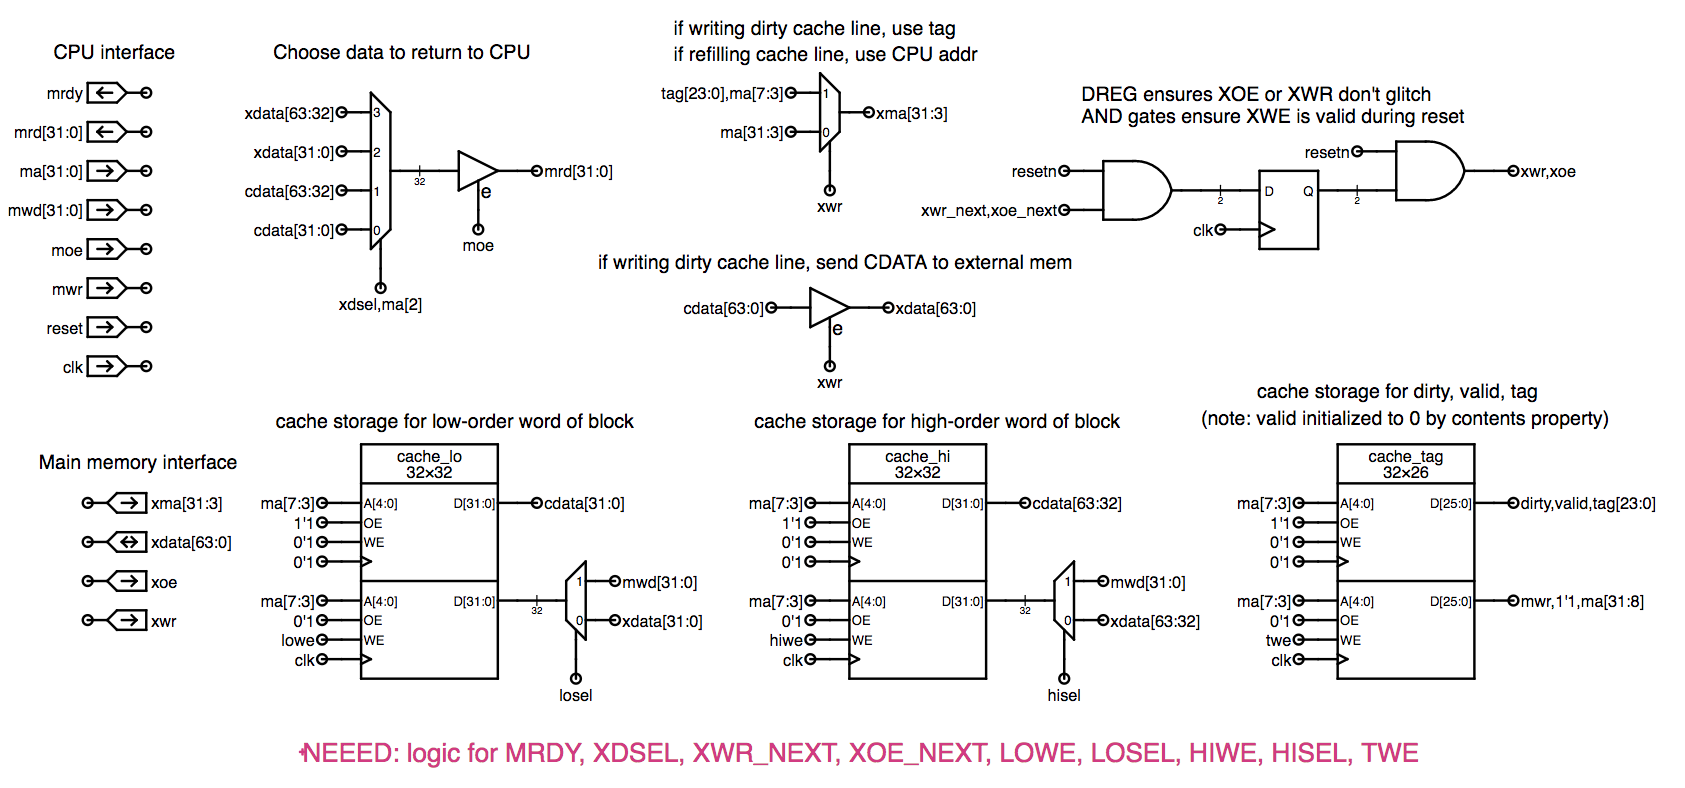 CPU interface
mrdy
mrd[31:0]
ma[31:0]
mwd[31:0]
moe
mwr
reset
clk
Choose data to return to CPU
xdata[63:32]
3
xdata[31:0]
2
cdata[63:32]
1
cdata[31:0]
0
32
e
mrd[31:0]
moe
xdsel,ma[2]
if writing dirty cache line, use tag
if refilling cache line, use CPU addr
tag[23:0],ma[7:3]
1
ma[31:3]
0
xma[31:3]
xwr
DREG ensures XOE or XWR don't glitch
AND gates ensure XWE is valid during reset
resetn
xwr_next,xoe_next
2
D
Q
clk
2
resetn
xwr,xoe
if writing dirty cache line, send CDATA to external mem
cdata[63:0]
e
xdata[63:0]
xwr
Main memory interface
xma[31:3]
xdata[63:0]
xoe
xwr
cache storage for low-order word of block
cache_lo
32×32
ma[7:3]
A[4:0]
D[31:0]
cdata[31:0]
1'1
OE
0'1
WE
0'1
ma[7:3]
A[4:0]
D[31:0]
32
1
mwd[31:0]
0
xdata[31:0]
0'1
OE
lowe
WE
clk
losel
cache storage for high-order word of block
cache_hi
32×32
ma[7:3]
A[4:0]
D[31:0]
cdata[63:32]
1'1
OE
0'1
WE
0'1
ma[7:3]
A[4:0]
D[31:0]
32
1
mwd[31:0]
0
xdata[63:32]
0'1
OE
hiwe
WE
clk
hisel
cache storage for dirty, valid, tag
(note: valid initialized to 0 by contents property)
cache_tag
32×26
ma[7:3]
A[4:0]
D[25:0]
dirty,valid,tag[23:0]
1'1
OE
0'1
WE
0'1
ma[7:3]
A[4:0]
D[25:0]
mwr,1'1,ma[31:8]
0'1
OE
twe
WE
clk
NEEED: logic for MRDY, XDSEL, XWR_NEXT, XOE_NEXT, LOWE, LOSEL, HIWE, HISEL, TWE